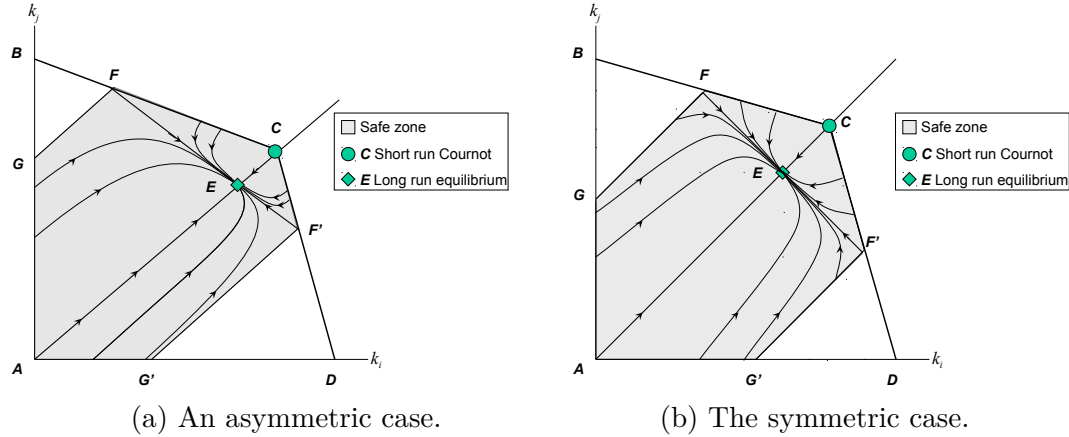 k_j
B
F
C
G
E
F'
A
G'
D
k_i
Safe zone
C Short run Cournot
E Long run equilibrium
(a) An asymmetric case.
k_j
B
F
C
G
E
F'
A
G'
D
k_i
Safe zone
C Short run Cournot
E Long run equilibrium
(b) The symmetric case.